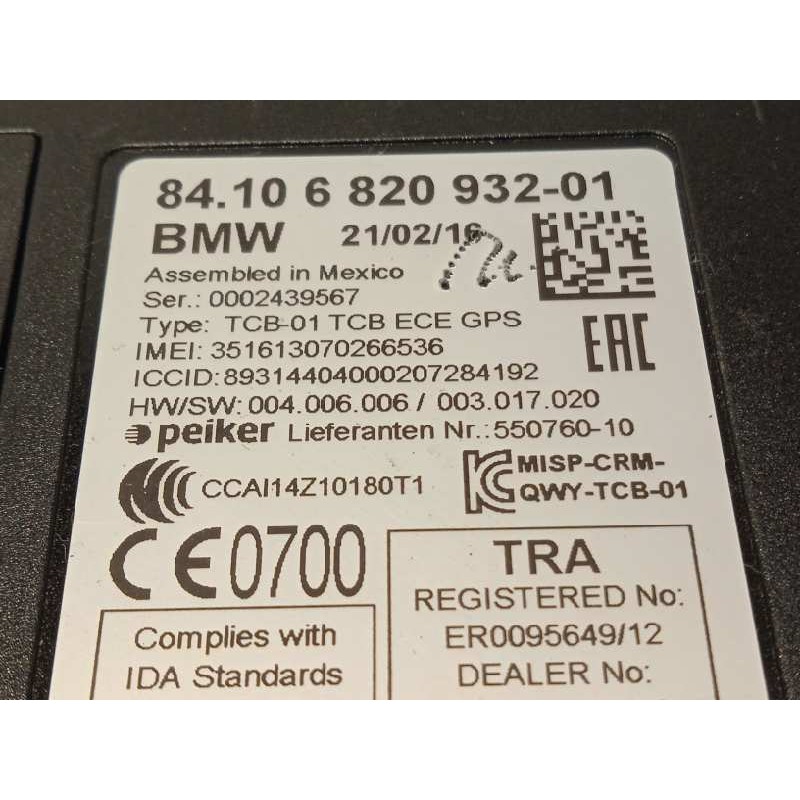 84.10 6 820 932-01
BMW 21/02/16
Assembled in Mexico
Ser.: 0002439567
Type: TCB-01 TCB ECE GPS
IMEI: 351613070266536
ICCID: 89314404000207284192
HW/SW: 004.006.006 / 003.017.020
peiker Lieferanten Nr.: 550760-10
CCAI14Z10180T1
MISP-CRM-
QWY-TCB-01
EAC
CE0700
Complies with
IDA Standards
TRA
REGISTERED No:
ER0095649/12
DEALER No: